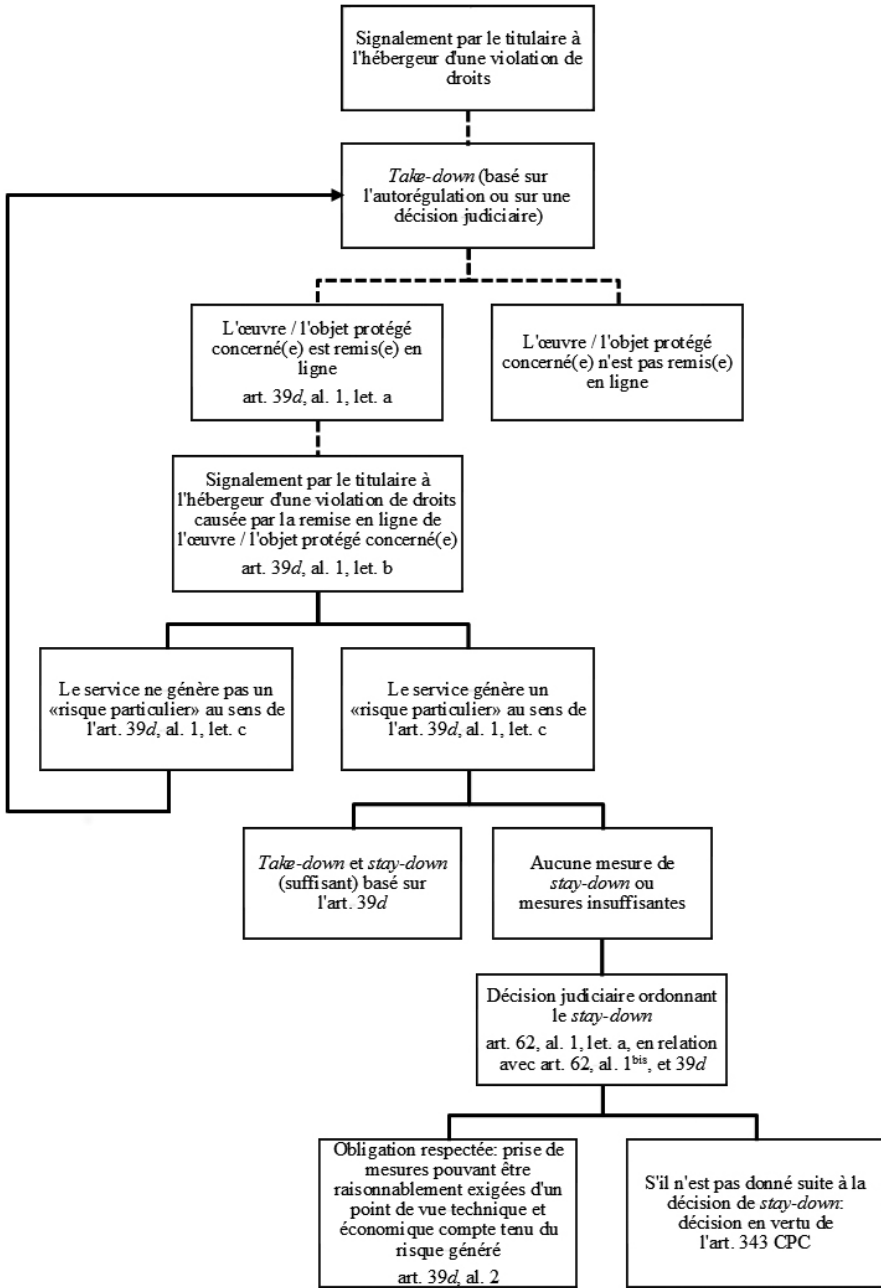 Signalement par le titulaire à
l'hébergeur d'une violation de
droits
Take-down (basé sur
l'autorégulation ou sur une
décision judiciaire)
L'œuvre / l'objet protégé
concerné(e) est remis(e) en
ligne
art. 39d, al. 1, let. a
L'œuvre / l'objet protégé
concerné(e) n'est pas remis(e)
en ligne
Signalement par le titulaire à
l'hébergeur d'une violation de droits
causée par la remise en ligne de
l'œuvre / l'objet protégé concerné(e)
art. 39d, al. 1, let. b
Le service ne génère pas un
«risque particulier» au sens de
l'art. 39d, al. 1, let. c
Le service génère un
«risque particulier» au sens de
l'art. 39d, al. 1, let. c
Take-down et stay-down
(suffisant) basé sur
l'art. 39d
Aucune mesure de
stay-down ou
mesures insuffisantes
Décision judiciaire ordonnant
le stay-down
art. 62, al. 1, let. a, en relation
avec art. 62, al. 1bis, et 39d
Obligation respectée: prise de
mesures pouvant être
raisonnablement exigées d'un
point de vue technique et
économique compte tenu du
risque généré
art. 39d, al. 2
S'il n'est pas donné suite à la
décision de stay-down:
décision en vertu de
l'art. 343 CPC